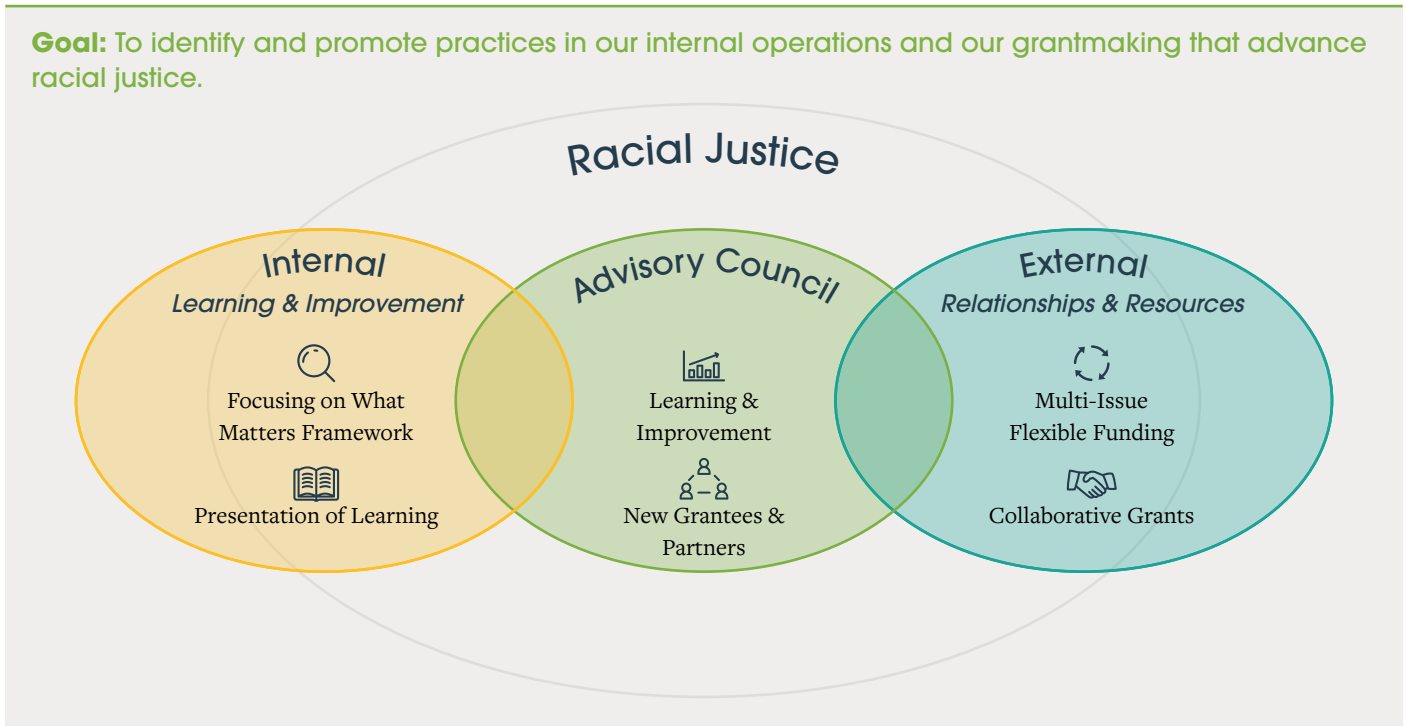 Goal: To identify and promote practices in our internal operations and our grantmaking that advance
racial justice.
Racial Justice
Internal
Learning & Improvement
Focusing on What
Matters Framework
Presentation of Learning
Advisory Council
Learning &
Improvement
New Grantees &
Partners
External
Relationships & Resources
Multi-Issue
Flexible Funding
Collaborative Grants